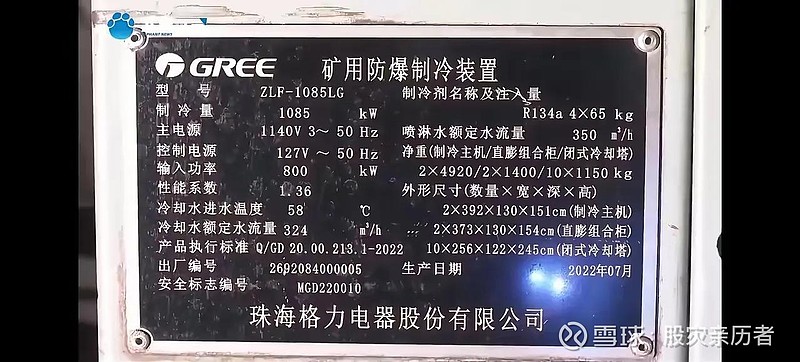 GREE 矿用防爆制冷装置
型 号 ZLF-1085LG 制冷剂名称及注入量
制 冷 量 1085 kW R134a 4×65 kg
主电源 1140V 3～ 50 Hz 喷淋水额定水流量 350 m³/h
控制电源 127V ～ 50 Hz 净重(制冷主机/直膨组合柜/闭式冷却塔)
输入功率 800 kW 2×4920/2×1400/10×1150 kg
性能系数 1.36 外形尺寸(数量×宽×深×高)
冷却水进水温度 58 ℃ 2×392×130×151cm(制冷主机)
冷却水额定水流量 324 m³/h 2×373×130×154cm(直膨组合柜)
产品执行标准 Q/GD 20.00.213.1-2022 10×256×122×245cm(闭式冷却塔)
出厂编号 2692084000005 生产日期 2022年07月
安全标志编号 MGD220010
珠海格力电器股份有限公司
雪球：股灾亲历者